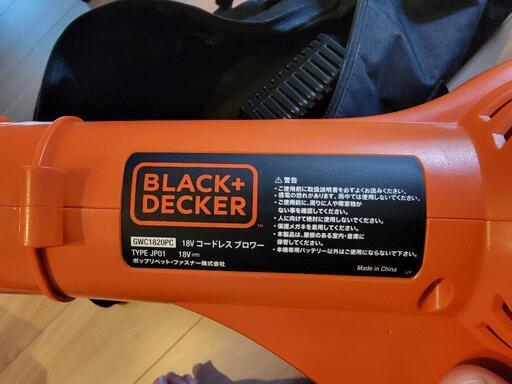 BLACK+
DECKER
GWC1820PC 18V コードレス ブロワー
TYPE JP01 18V
ポップリベット・ファスナー株式会社
⚠ 警告
・ご使用前に取扱説明書を必ずよくお読みください。
・感電の恐れがあります。雨中では使用しないでください。
・ご使用前に、周りに人や障害物が
ない事を確認してください。
・人に向けて絶対に使用しないでください。
・保護メガネを着用してください。
・本製品は、屋根のある室内・倉庫に
保管してください。
・本機専用バッテリー以外はご使用にならないで下さい。
Made in China